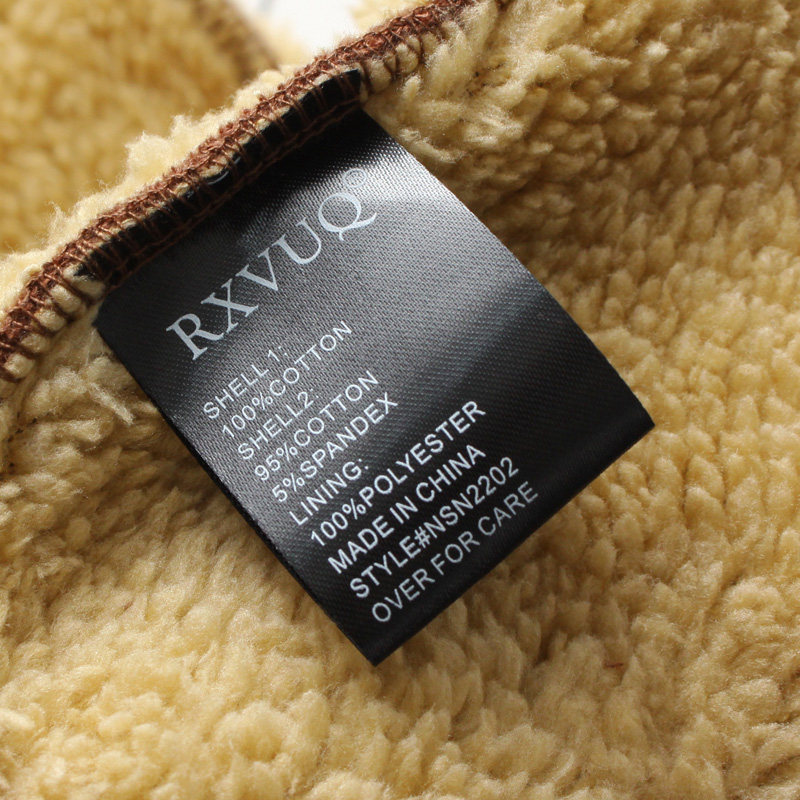 RXVUQ©
SHELL 1:
100%COTTON
SHELL2:
95%COTTON
5%SPANDEX
LINING:
100%POLYESTER
MADE IN CHINA
STYLE#NSN2202
OVER FOR CARE